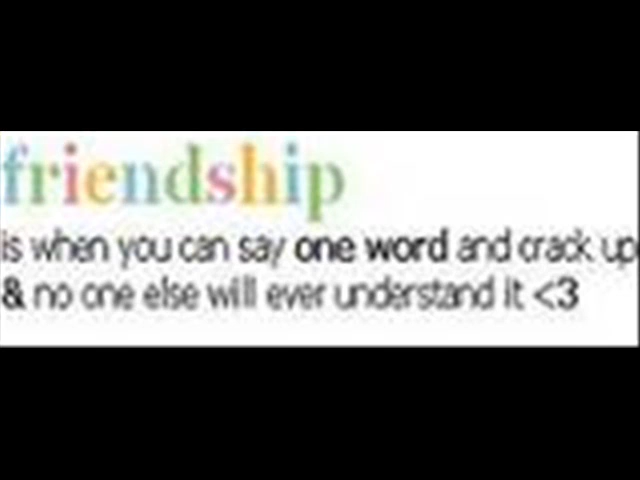 friendship
is when you can say one word and crack up
& no one else will ever understand it <3